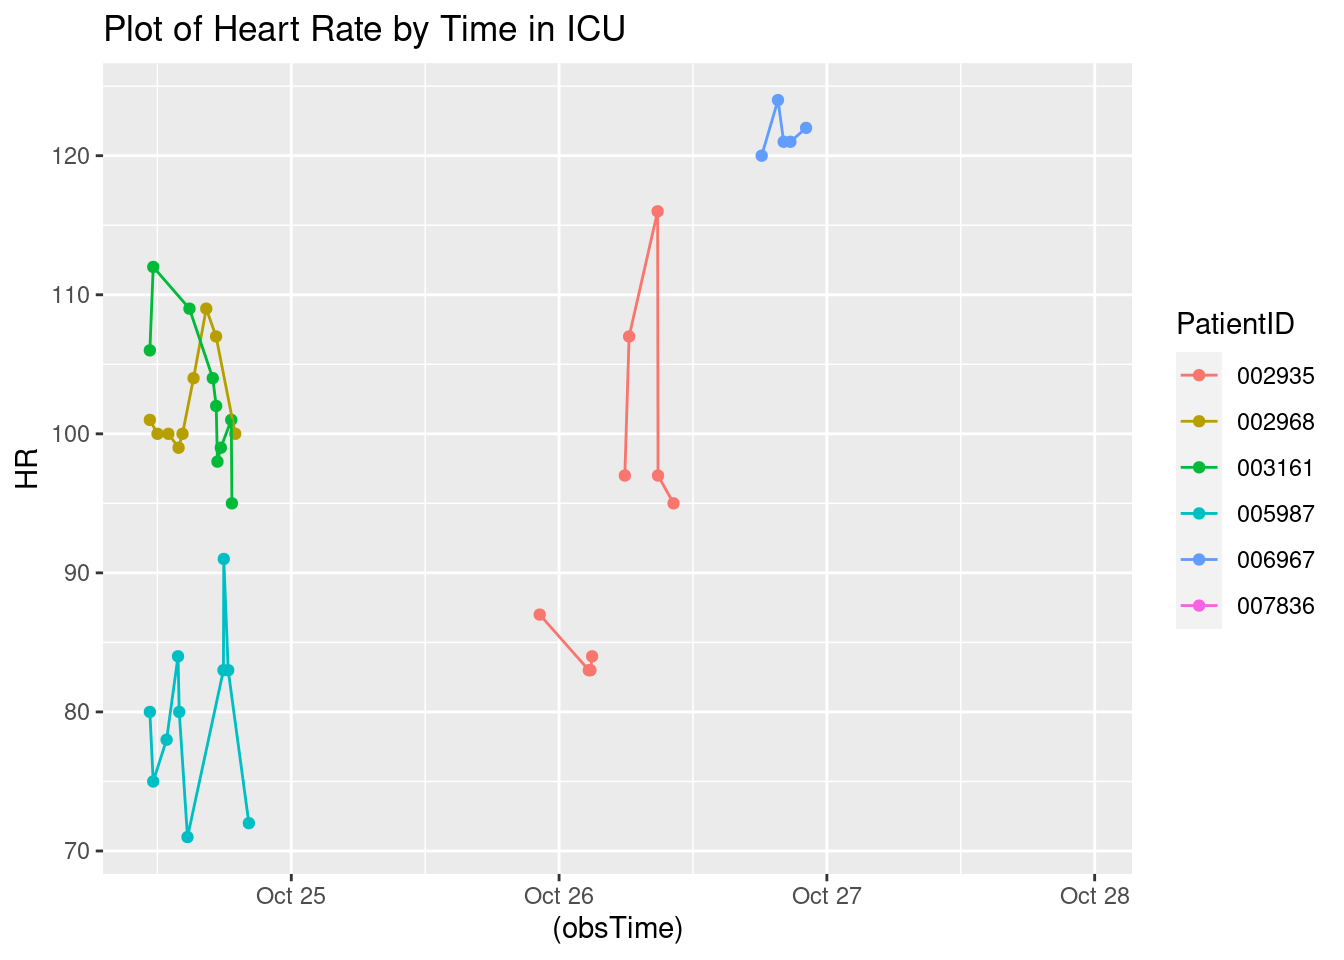 Plot of Heart Rate by Time in ICU
120
110
100
90
80
70
HR
Oct 25
Oct 26
Oct 27
Oct 28
(obsTime)
PatientID
002935
002968
003161
005987
006967
007836